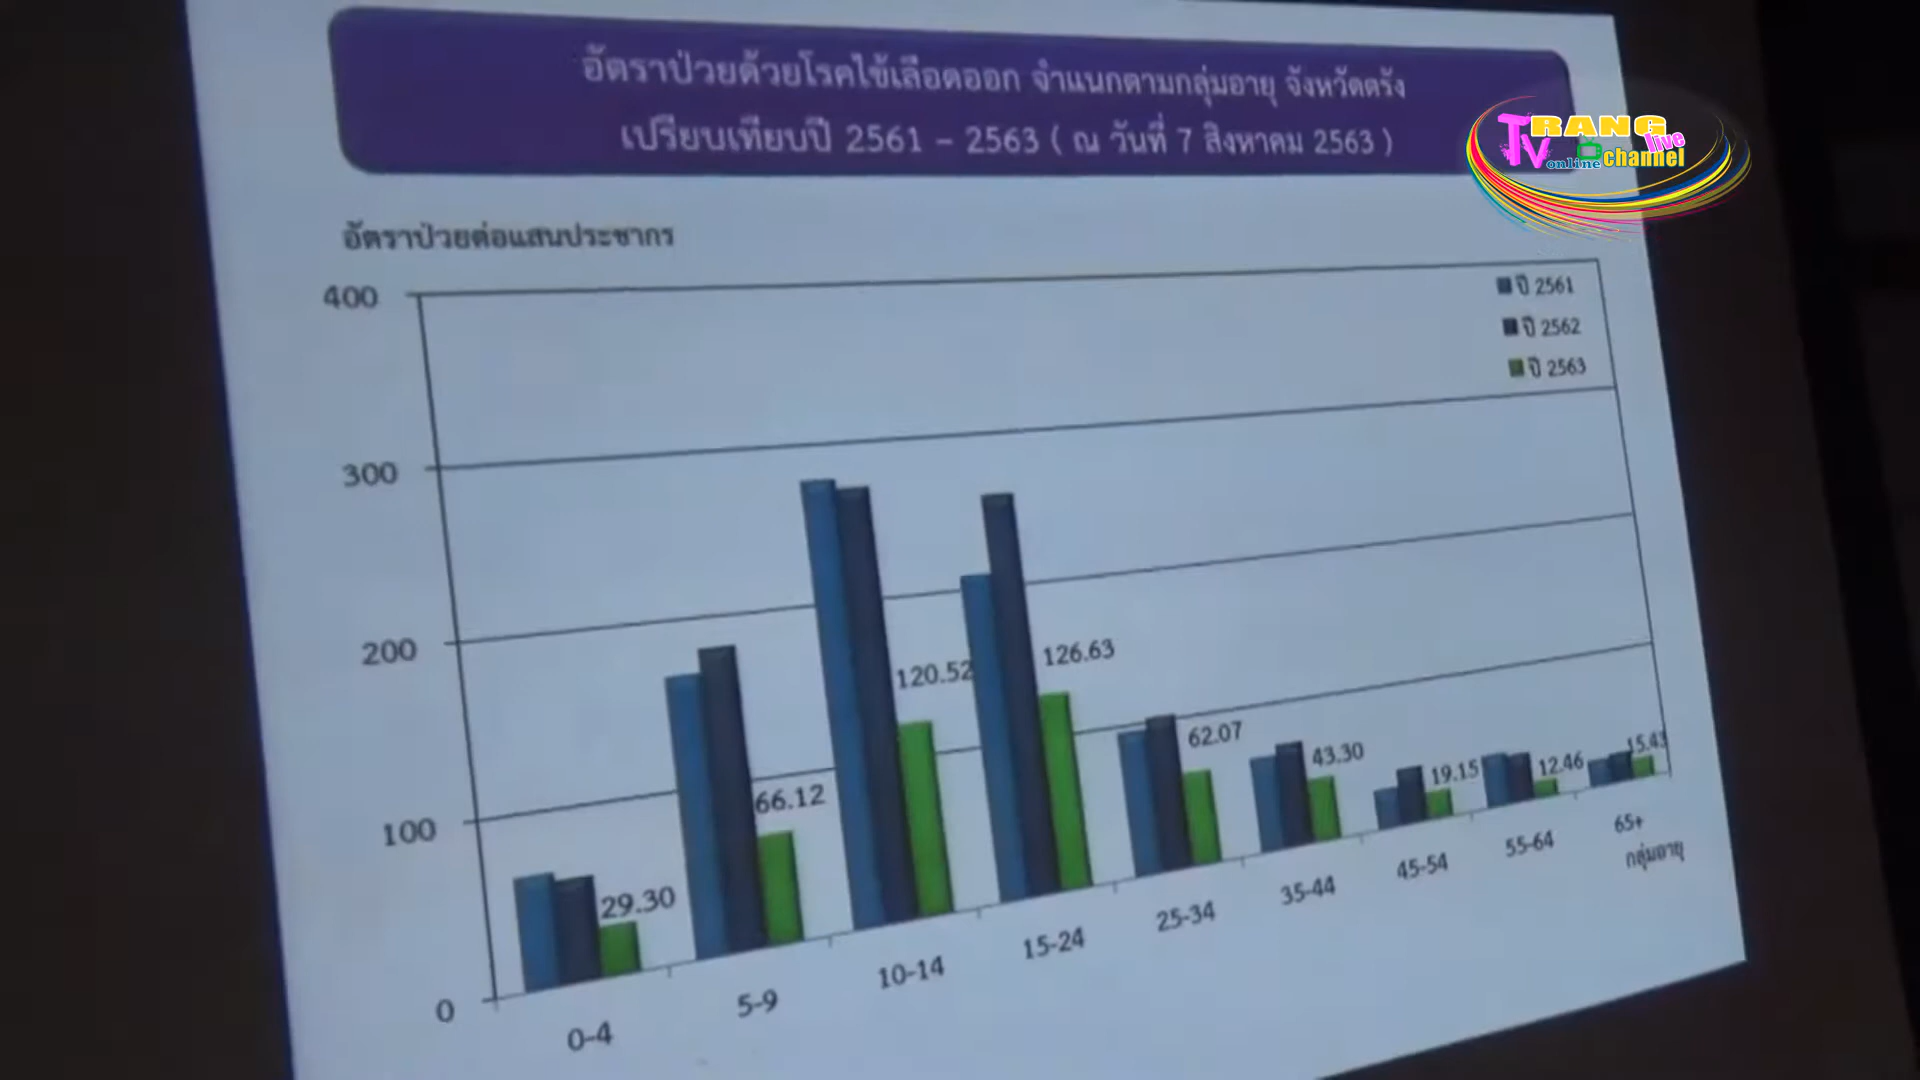 อัตราป่วยด้วยโรคไข้เลือดออก จำแนกตามกลุ่มอายุ จังหวัดตรัง
เปรียบเทียบปี 2561 - 2563 ( ณ วันที่ 7 สิงหาคม 2563 )
TV TRANG live
online channel
อัตราป่วยต่อแสนประชากร
400
300
200
100
0
ปี 2561
ปี 2562
ปี 2563
29.30
66.12
120.52
126.63
62.07
43.30
19.15
12.46
15.43
0-4
5-9
10-14
15-24
25-34
35-44
45-54
55-64
65+
กลุ่มอายุ